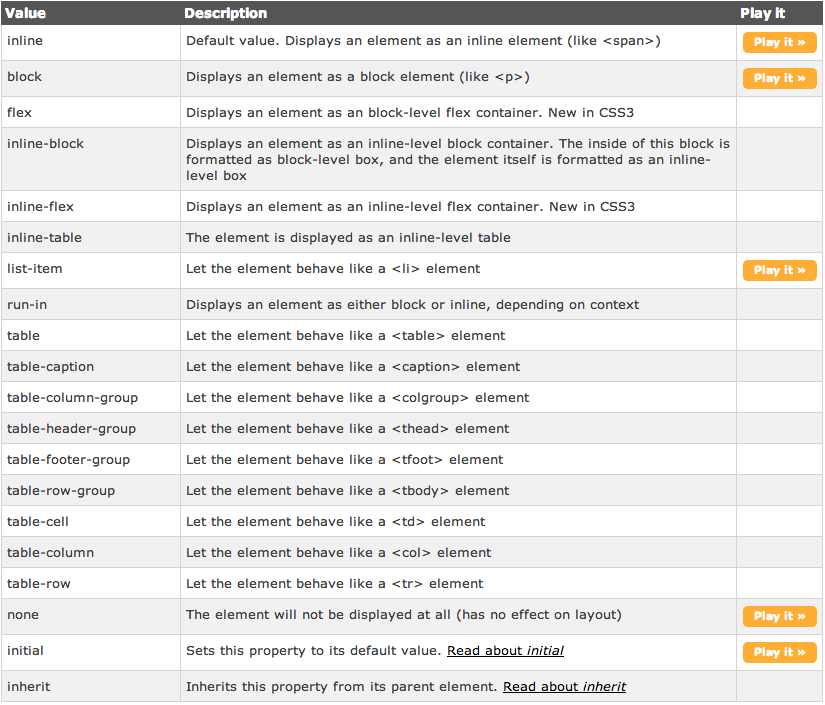 Value Description Play it
inline Default value. Displays an element as an inline element (like <span>) Play it »
block Displays an element as a block element (like <p>) Play it »
flex Displays an element as an block-level flex container. New in CSS3
inline-block Displays an element as an inline-level block container. The inside of this block is
formatted as block-level box, and the element itself is formatted as an inline-
level box
inline-flex Displays an element as an inline-level flex container. New in CSS3
inline-table The element is displayed as an inline-level table
list-item Let the element behave like a <li> element Play it »
run-in Displays an element as either block or inline, depending on context
table Let the element behave like a <table> element
table-caption Let the element behave like a <caption> element
table-column-group Let the element behave like a <colgroup> element
table-header-group Let the element behave like a <thead> element
table-footer-group Let the element behave like a <tfoot> element
table-row-group Let the element behave like a <tbody> element
table-cell Let the element behave like a <td> element
table-column Let the element behave like a <col> element
table-row Let the element behave like a <tr> element
none The element will not be displayed at all (has no effect on layout) Play it »
initial Sets this property to its default value. Read about initial Play it »
inherit Inherits this property from its parent element. Read about inherit